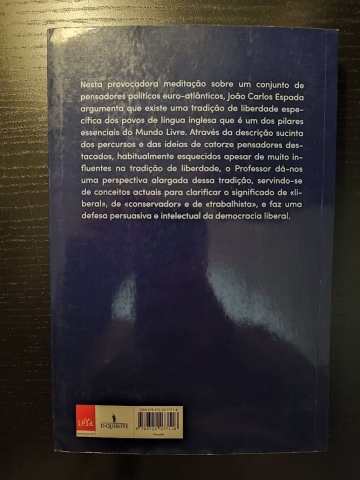 Nesta provocadora meditação sobre um conjunto de
pensadores políticos euro-atlânticos, João Carlos Espada
argumenta que existe uma tradição de liberdade espe-
cífica dos povos de língua inglesa que é um dos pilares
essenciais do Mundo Livre. Através da descrição sucinta
dos percursos e das ideias de catorze pensadores des-
tacados, habitualmente esquecidos apesar de muito in-
fluentes na tradição de liberdade, o Professor dá-nos
uma perspectiva alargada dessa tradição, servindo-se
de conceitos actuais para clarificar o significado de «li-
beral», de «conservador» e de «trabalhista», e faz uma
defesa persuasiva e intelectual da democracia liberal.
LeYa
D.QUIXOTE